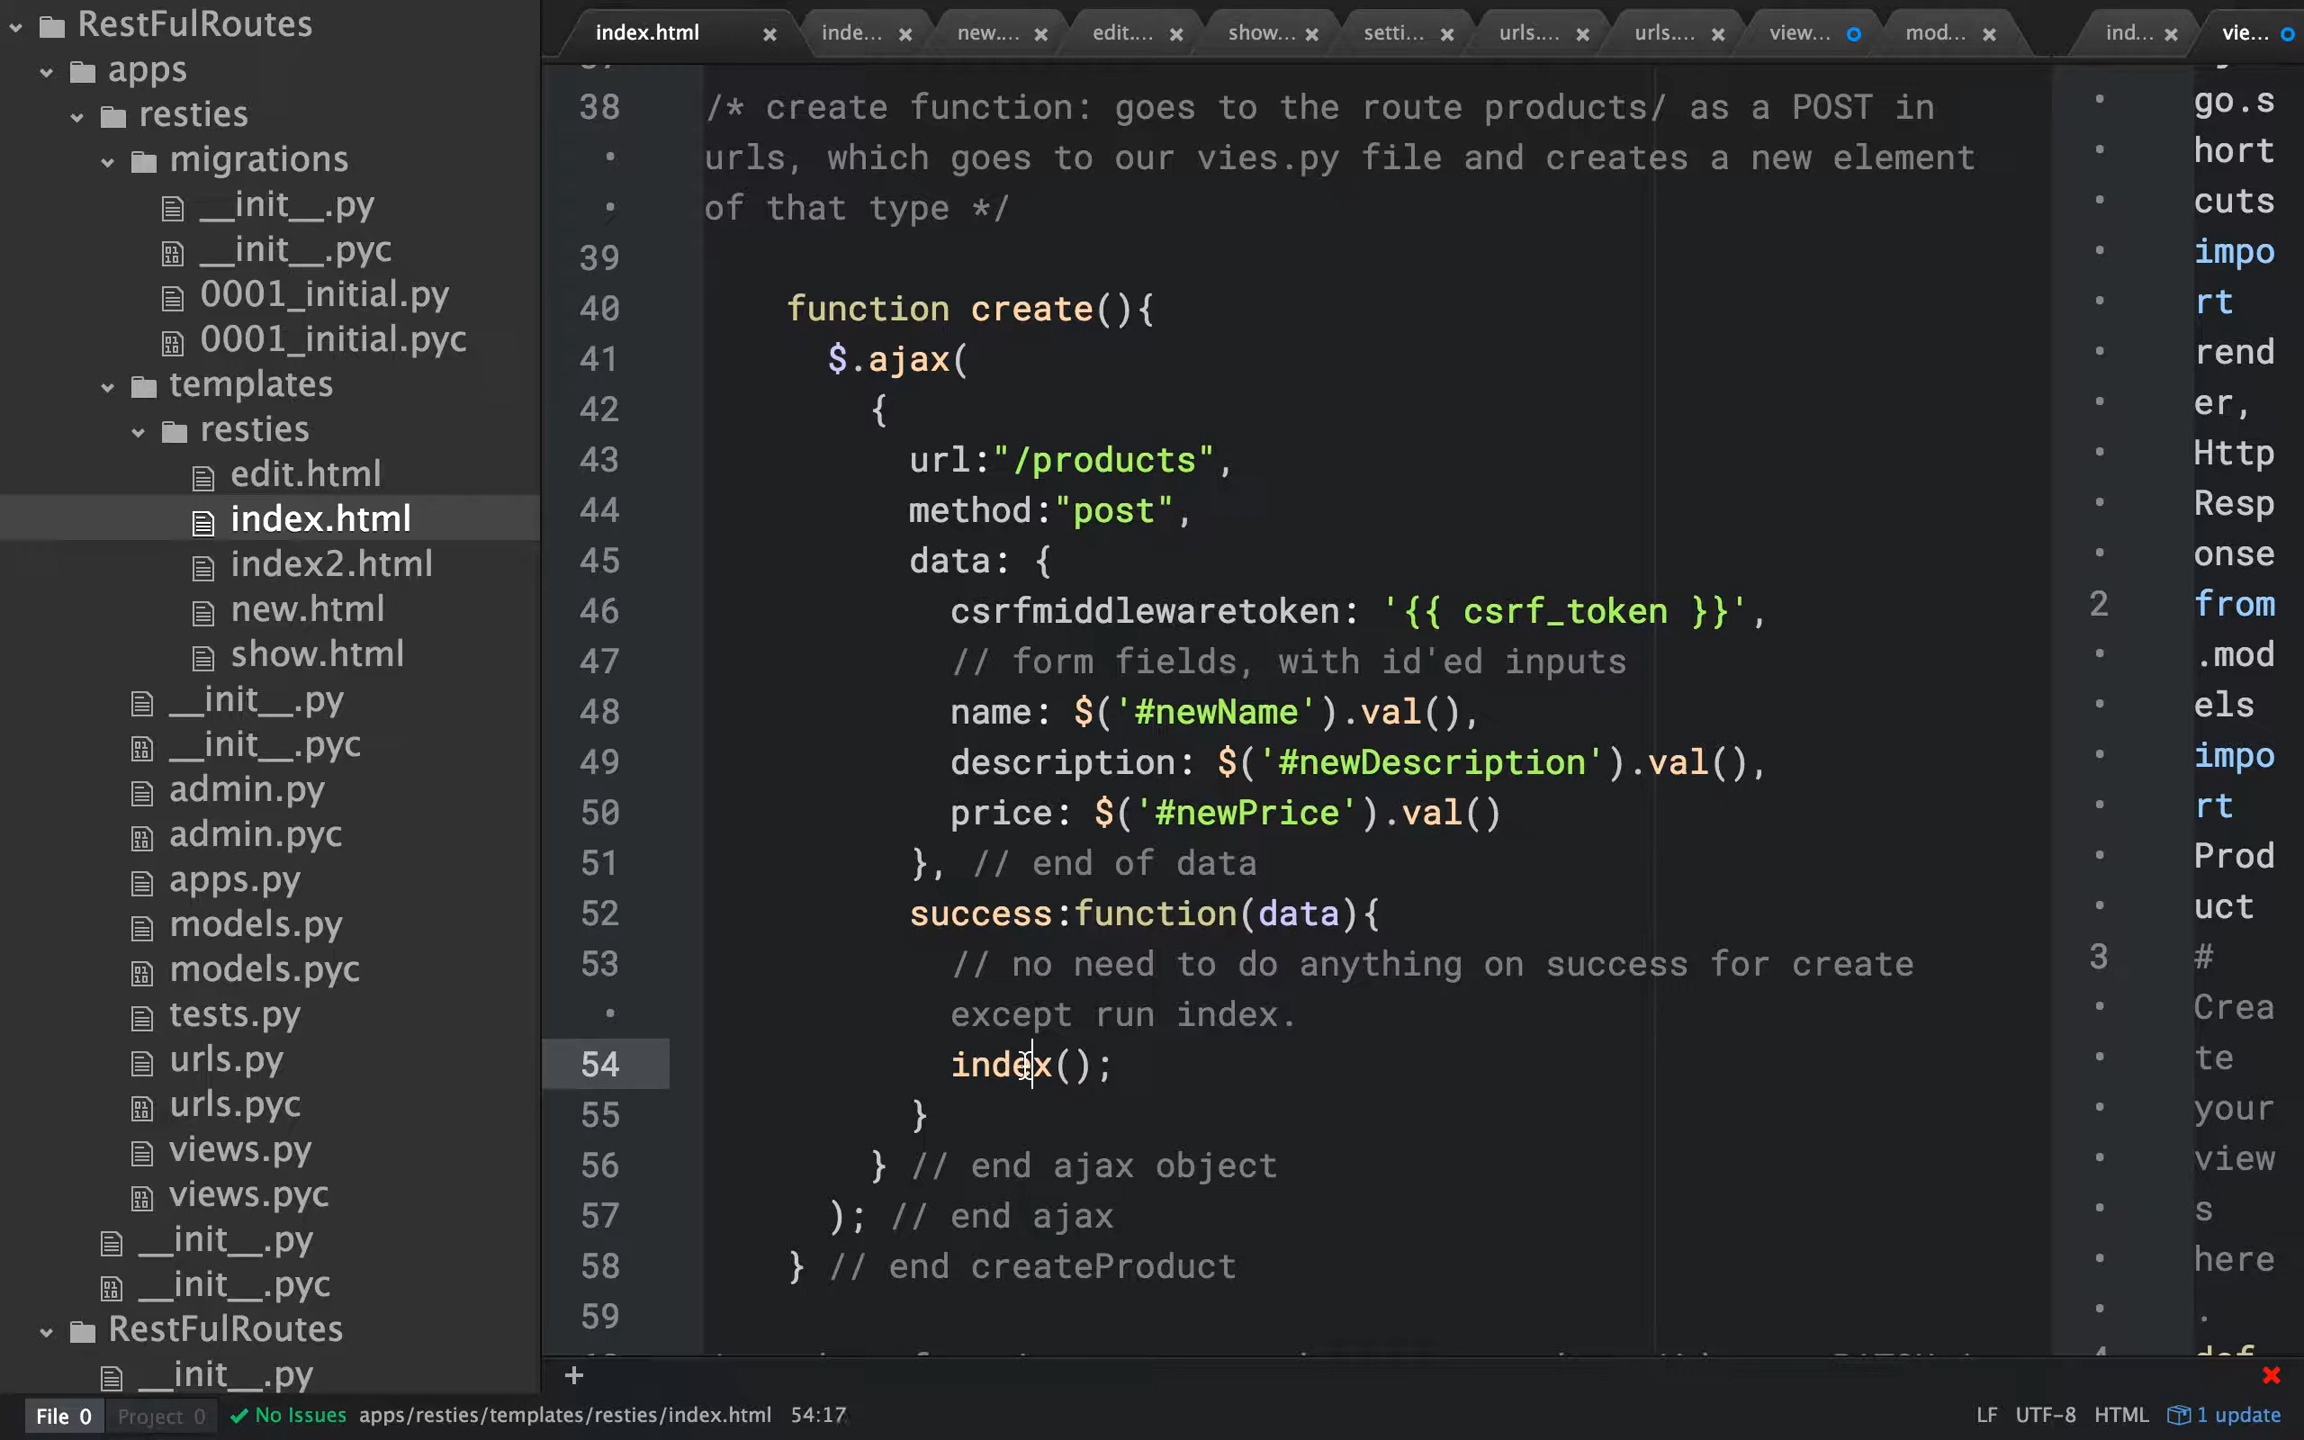 RestFulRoutes
apps
resties
migrations
__init__.py
__init__.pyc
0001_initial.py
0001_initial.pyc
templates
resties
edit.html
index.html
index2.html
new.html
show.html
__init__.py
__init__.pyc
admin.py
admin.pyc
apps.py
models.py
models.pyc
tests.py
urls.py
urls.pyc
views.py
views.pyc
__init__.py
__init__.pyc
RestFulRoutes
__init__.py
index.html × inde... × new.... × edit.... × show... × setti... × urls.... × urls.... × view... mod... × ind... × vie...
38 /* create function: goes to the route products/ as a POST in
urls, which goes to our vies.py file and creates a new element
of that type */
39
40 function create(){
41 $.ajax(
42 {
43 url:"/products",
44 method:"post",
45 data: {
46 csrfmiddlewaretoken: '{{ csrf_token }}',
47 // form fields, with id'ed inputs
48 name: $('#newName').val(),
49 description: $('#newDescription').val(),
50 price: $('#newPrice').val()
51 }, // end of data
52 success:function(data){
53 // no need to do anything on success for create
except run index.
54 index();
55 }
56 } // end ajax object
57 ); // end ajax
58 } // end createProduct
59
go.s
hort
cuts
impo
rt
rend
er,
Http
Resp
onse
2 from
.mod
els
impo
rt
Prod
uct
3 #
Crea
te
your
view
s
here
.
4 def
+
File 0 Project 0 No Issues apps/resties/templates/resties/index.html 54:17 LF UTF-8 HTML 1 update